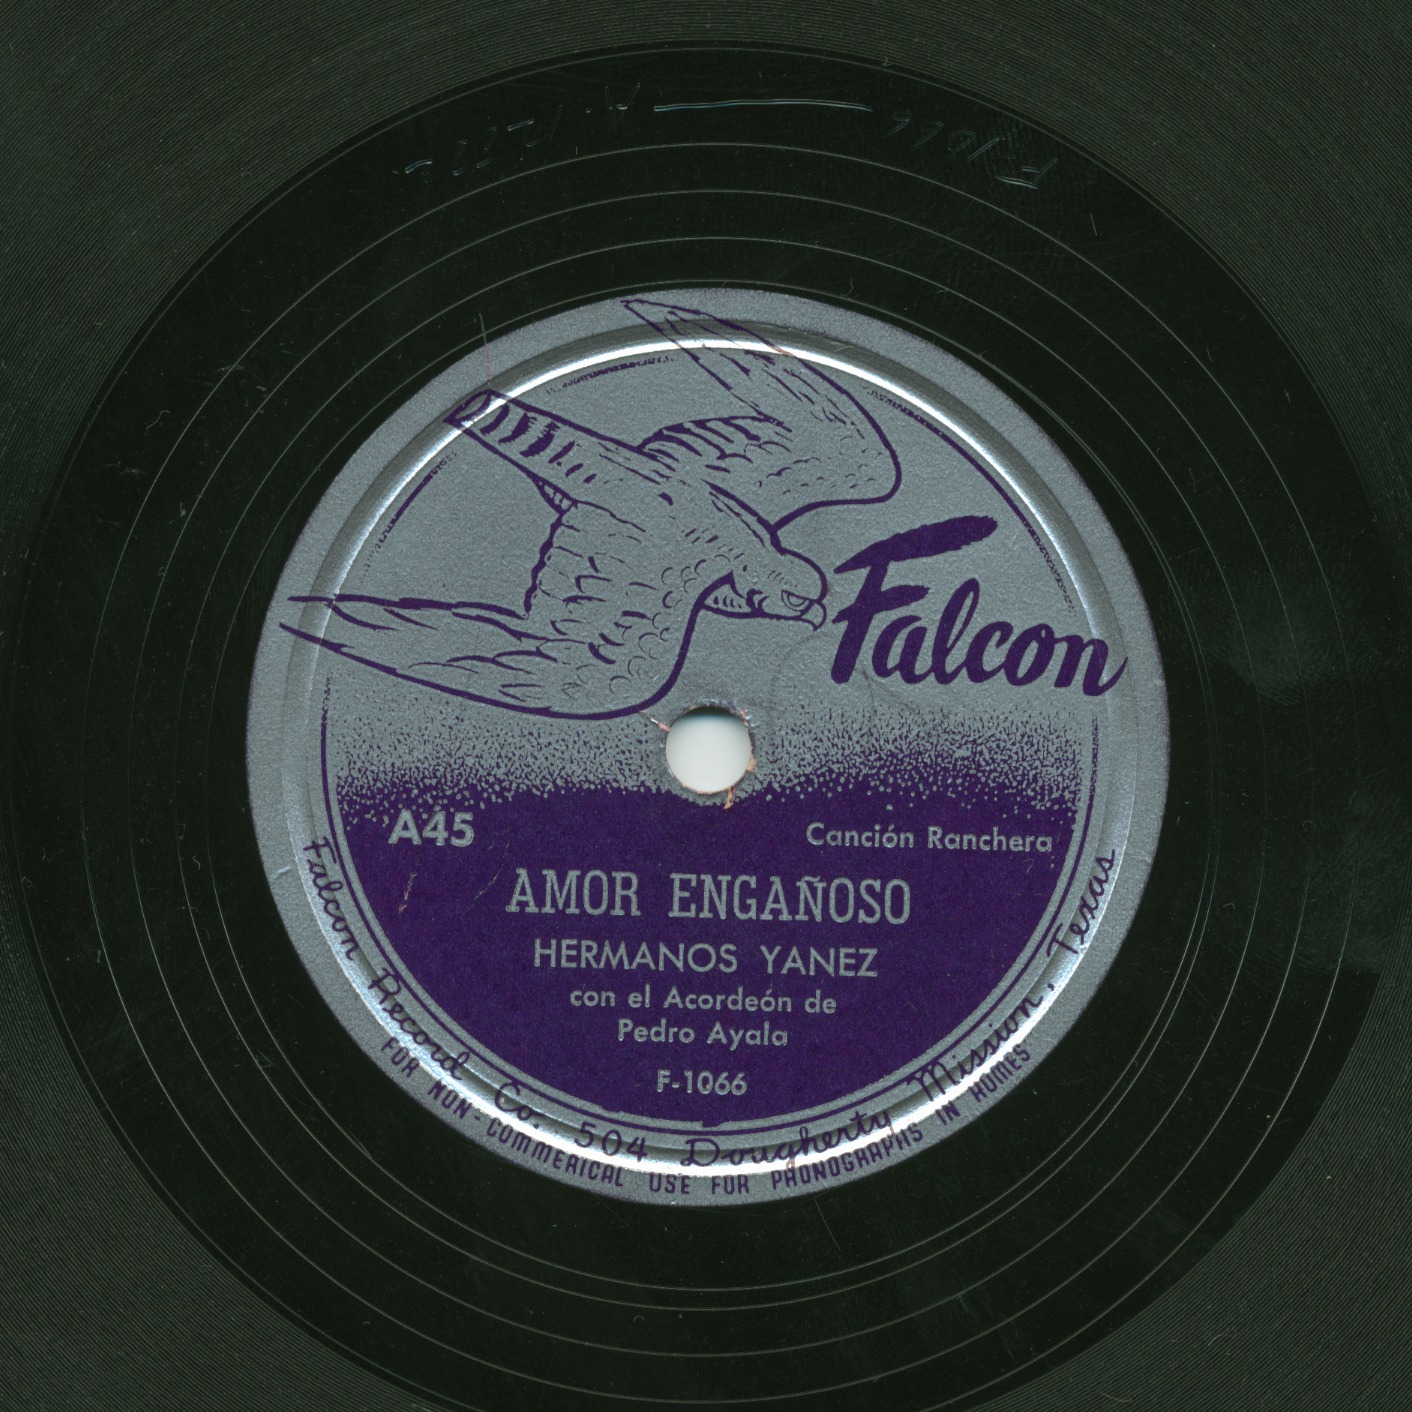 Falcon
A45
Canción Ranchera
AMOR ENGAÑOSO
HERMANOS YANEZ
con el Acordeón de
Pedro Ayala
F-1066
Falcon Record Co. 504 Dougherty Mission, Texas
FOR NON-COMMERICAL USE FOR PHONOGRAPHS IN HOMES
F-1066